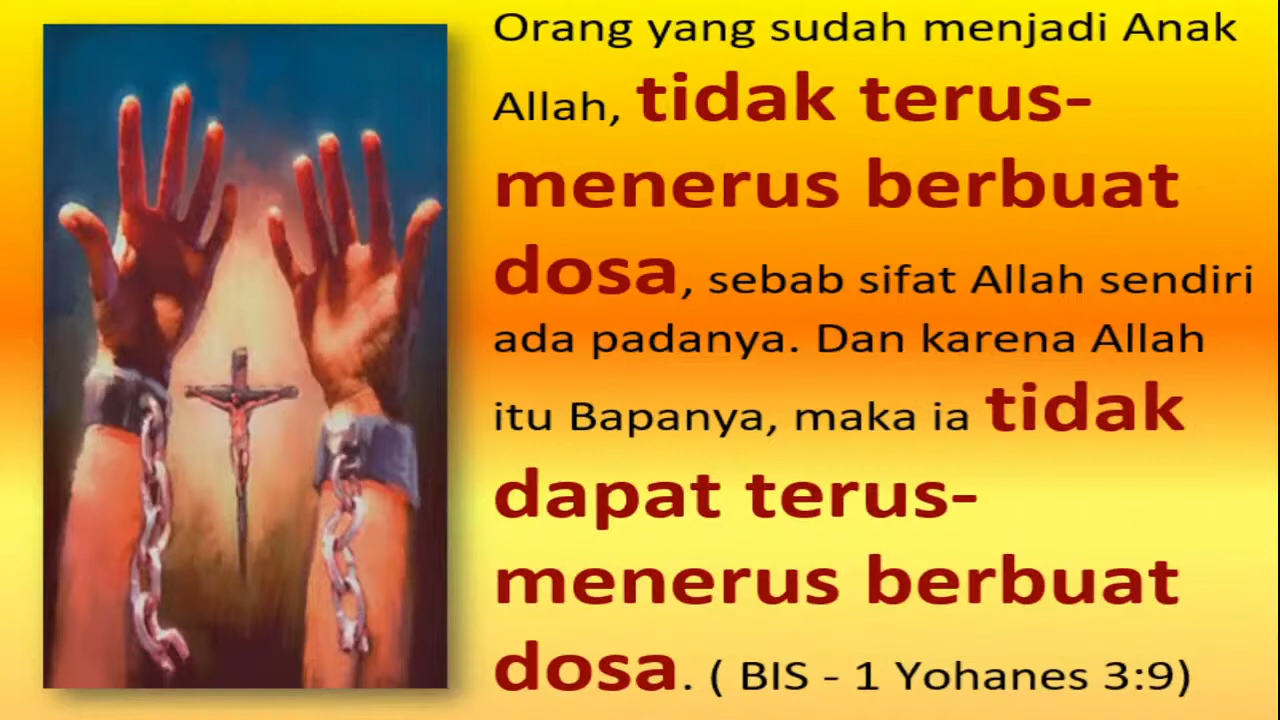 Orang yang sudah menjadi Anak
Allah, tidak terus-
menerus berbuat
dosa, sebab sifat Allah sendiri
ada padanya. Dan karena Allah
itu Bapanya, maka ia tidak
dapat terus-
menerus berbuat
dosa. ( BIS - 1 Yohanes 3:9)